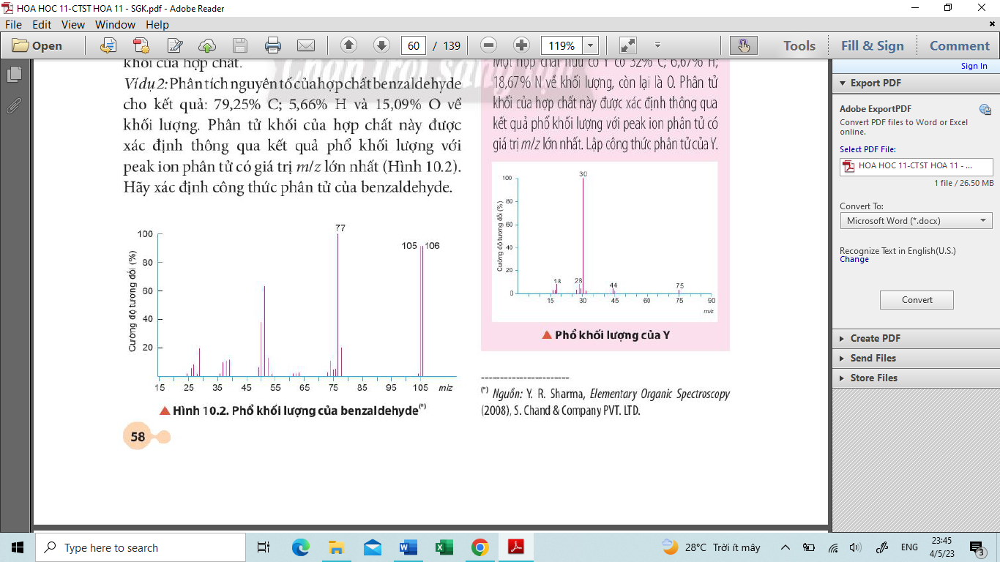 HOA HOC 11-CTST HOA 11 - SGK.pdf - Adobe Reader
File Edit View Window Help
Open 60 / 139 119% Tools Fill & Sign Comment
khối của hợp chất.
Ví dụ 2: Phân tích nguyên tố của hợp chất benzaldehyde
cho kết quả: 79,25% C; 5,66% H và 15,09% O về
khối lượng. Phân tử khối của hợp chất này được
xác định thông qua kết quả phổ khối lượng với
peak ion phân tử có giá trị m/z lớn nhất (Hình 10.2).
Hãy xác định công thức phân tử của benzaldehyde.
Cường độ tương đối (%)
100
80
60
40
20
77
105 106
15 25 35 45 55 65 75 85 95 105 m/z
▲ Hình 10.2. Phổ khối lượng của benzaldehyde(*)
58
Một hợp chất hữu cơ Y có 32% C; 6,67% H;
18,67% N về khối lượng, còn lại là O. Phân tử
khối của hợp chất này được xác định thông qua
kết quả phổ khối lượng với peak ion phân tử có
giá trị m/z lớn nhất. Lập công thức phân tử của Y.
Cường độ tương đối (%)
100
80
60
40
20
0
30
18 28 44 75
15 30 45 60 75 90
m/z
▲ Phổ khối lượng của Y
(*) Nguồn: Y. R. Sharma, Elementary Organic Spectroscopy
(2008), S. Chand & Company PVT. LTD.
Sign In
Export PDF
Adobe ExportPDF
Convert PDF files to Word or Excel
online.
Select PDF File:
HOA HOC 11-CTST HOA 11 - ...
1 file / 26.50 MB
Convert To:
Microsoft Word (*.docx)
Recognize Text in English(U.S.)
Change
Convert
Create PDF
Edit PDF
Send Files
Store Files
Type here to search
28°C Trời ít mây
ENG
23:45
4/5/23
3